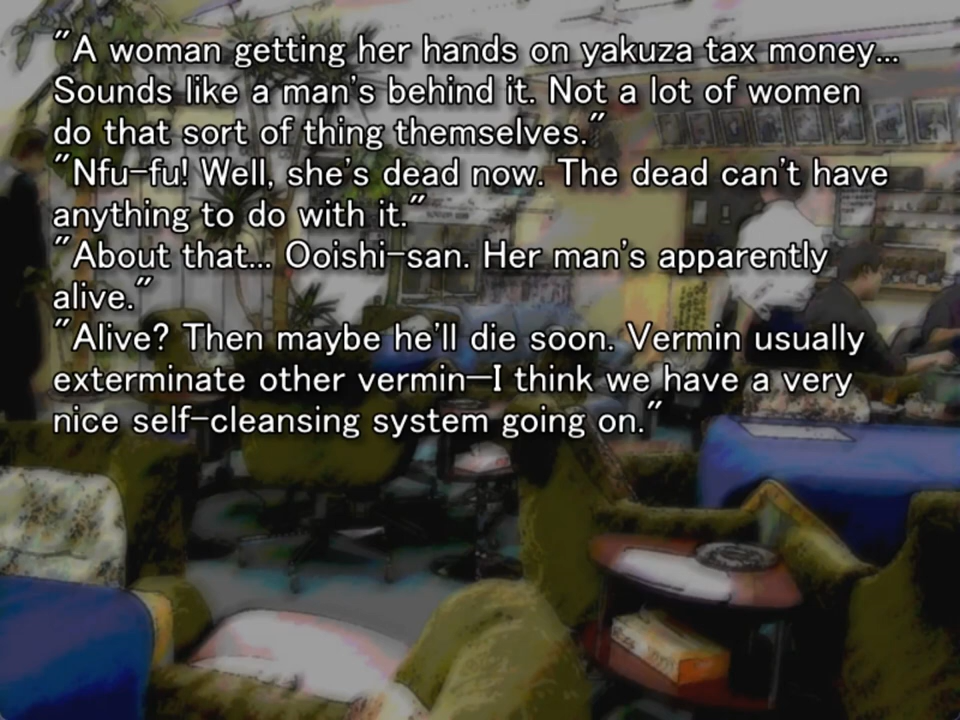 "A woman getting her hands on yakuza tax money...
Sounds like a man's behind it. Not a lot of women
do that sort of thing themselves."
"Nfu-fu! Well, she's dead now. The dead can't have
anything to do with it."
"About that... Ooishi-san. Her man's apparently
alive."
"Alive? Then maybe he'll die soon. Vermin usually
exterminate other vermin—I think we have a very
nice self-cleansing system going on."